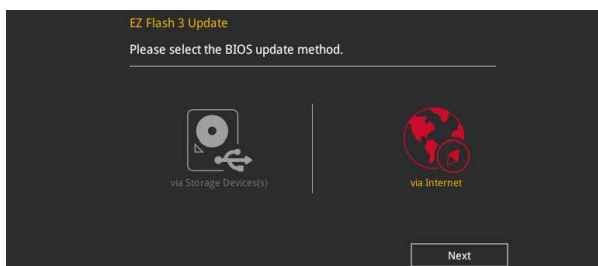 EZ Flash 3 Update
Please select the BIOS update method.
via Storage Devices(s)
via Internet
Next